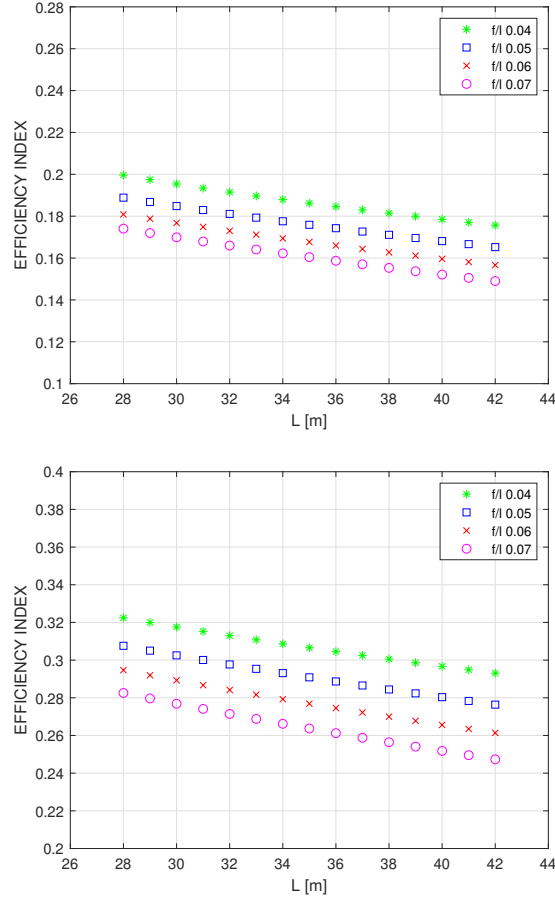 0.28
0.26
0.24
0.22
0.2
0.18
0.16
0.14
0.12
0.1
EFFICIENCY INDEX
26 28 30 32 34 36 38 40 42 44
L [m]
f/l 0.04
f/l 0.05
f/l 0.06
f/l 0.07
0.4
0.38
0.36
0.34
0.32
0.3
0.28
0.26
0.24
0.22
0.2
EFFICIENCY INDEX
26 28 30 32 34 36 38 40 42 44
L [m]
f/l 0.04
f/l 0.05
f/l 0.06
f/l 0.07